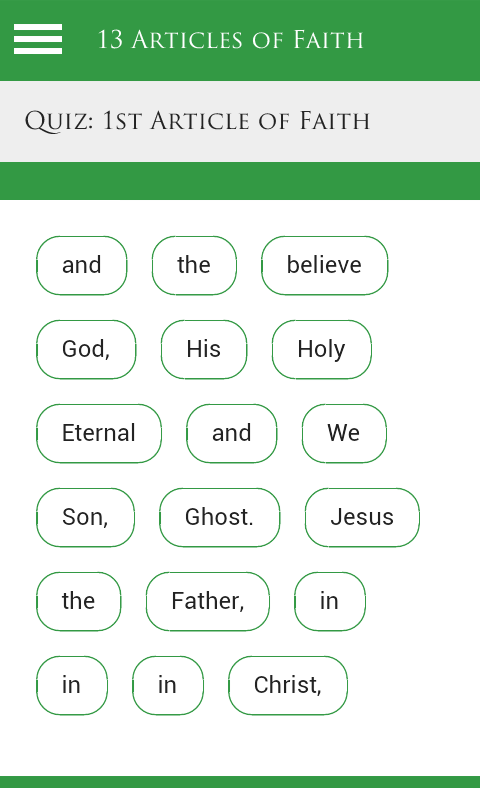 13 Articles of Faith
Quiz: 1st Article of Faith
and the believe
God, His Holy
Eternal and We
Son, Ghost. Jesus
the Father, in
in in Christ,